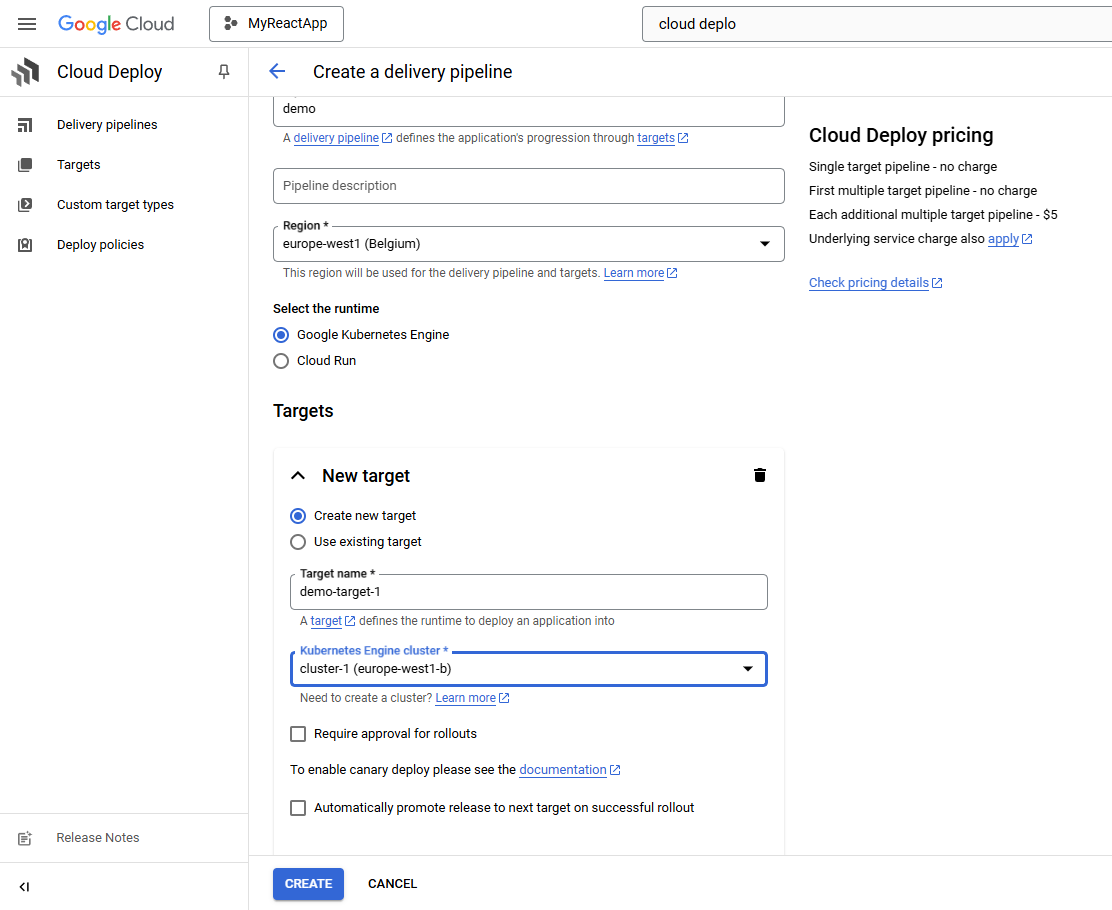 Google Cloud
MyReactApp
cloud deplo
Cloud Deploy
Create a delivery pipeline
Delivery pipelines
Targets
Custom target types
Deploy policies
Release Notes
demo
A delivery pipeline defines the application's progression through targets
Pipeline description
Region *
europe-west1 (Belgium)
This region will be used for the delivery pipeline and targets. Learn more
Select the runtime
Google Kubernetes Engine
Cloud Run
Targets
New target
Create new target
Use existing target
Target name *
demo-target-1
A target defines the runtime to deploy an application into
Kubernetes Engine cluster *
cluster-1 (europe-west1-b)
Need to create a cluster? Learn more
Require approval for rollouts
To enable canary deploy please see the documentation
Automatically promote release to next target on successful rollout
CREATE
CANCEL
Cloud Deploy pricing
Single target pipeline - no charge
First multiple target pipeline - no charge
Each additional multiple target pipeline - $5
Underlying service charge also apply
Check pricing details